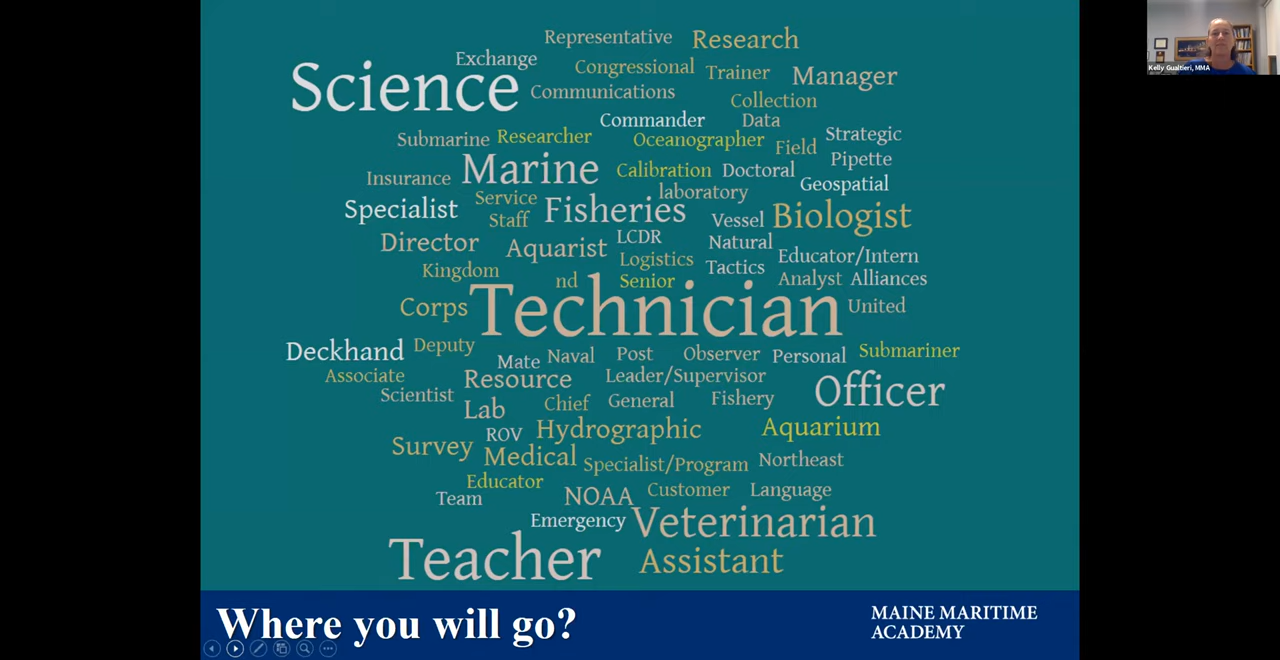 Representative Research
Exchange Congressional Trainer Manager
Science Communications Collection
Commander Data
Submarine Researcher Oceanographer Field Strategic
Marine Calibration Doctoral Pipette
Insurance laboratory Geospatial
Specialist Service Fisheries Vessel Biologist
Staff
Director Aquarist LCDR Natural Educator/Intern
Kingdom Logistics Tactics Analyst Alliances
nd Senior
Corps Technician United
Deckhand Deputy Mate Naval Post Observer Personal Submariner
Associate Resource Leader/Supervisor Officer
Scientist Lab Chief General Fishery
Survey ROV Hydrographic Aquarium
Medical Specialist/Program Northeast
Educator
Team NOAA Customer Language
Emergency Veterinarian
Teacher Assistant
Where you will go?
MAINE MARITIME
ACADEMY
Kelly Gualtieri, MMA